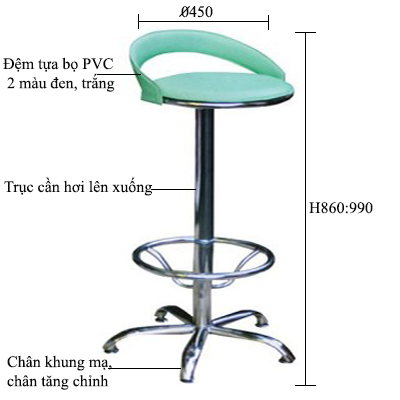 Ø450
Đệm tựa bọ PVC
2 màu đen, trắng
Trục cần hơi lên xuống
H860:990
Chân khung mạ,
chân tăng chỉnh